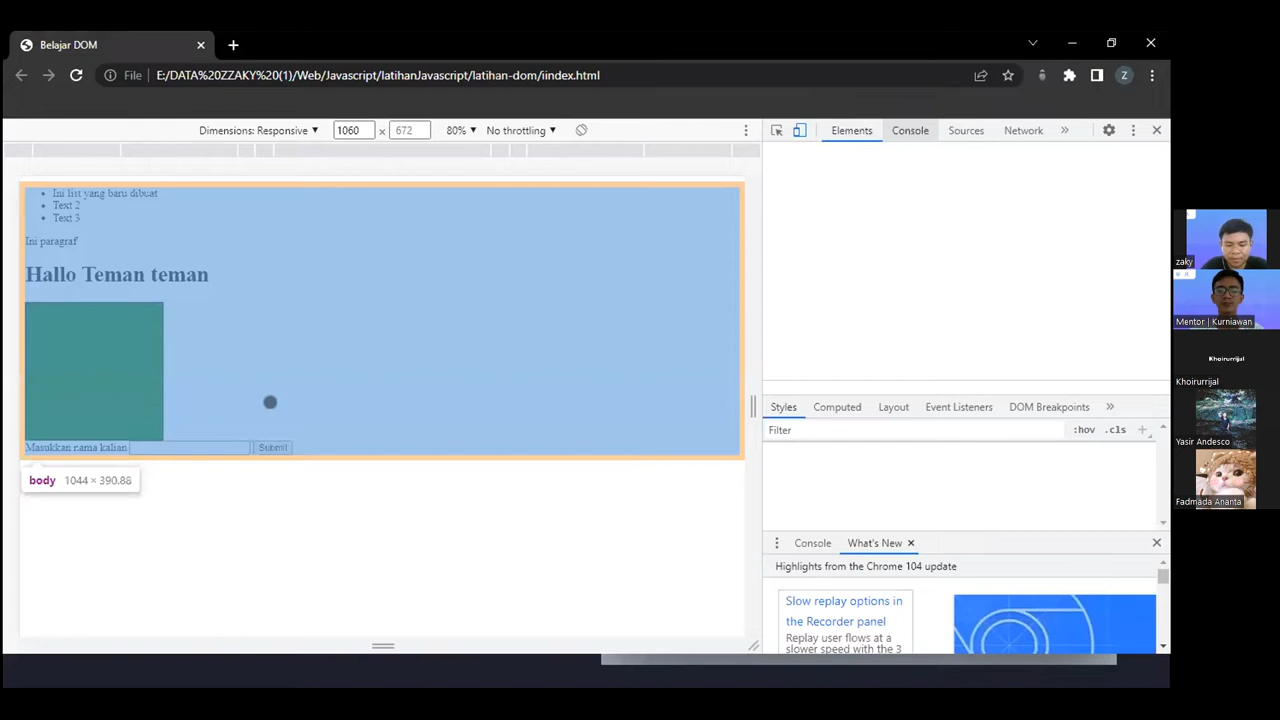 Belajar DOM
File
E:/DATA%20ZZAKY%20(1)/Web/Javascript/latihanJavascript/latihan-dom/iindex.html
Z
Dimensions: Responsive
1060 x 672
80%
No throttling
Elements
Console
Sources
Network
Ini list yang baru dibuat
Text 2
Text 3
Ini paragraf
Hallo Teman teman
Masukkan nama kalian
Submit
body 1044 × 390.88
Styles
Computed
Layout
Event Listeners
DOM Breakpoints
Filter
:hov .cls
Console
What's New
Highlights from the Chrome 104 update
Slow replay options in
the Recorder panel
Replay user flows at a
slower speed with the 3
zaky
Mentor | Kurniawan
Khoirurrijal
Khoirurrijal
Yasir Andesco
Fadmada Ananta